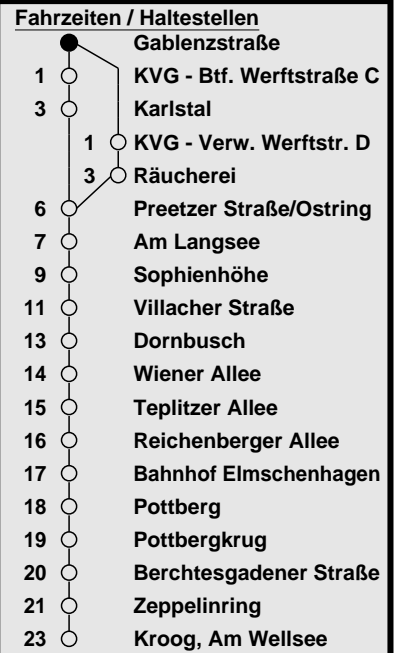 Fahrzeiten / Haltestellen
Gablenzstraße
1 KVG - Btf. Werftstraße C
3 Karlstal
1 KVG - Verw. Werftstr. D
3 Räucherei
6 Preetzer Straße/Ostring
7 Am Langsee
9 Sophienhöhe
11 Villacher Straße
13 Dornbusch
14 Wiener Allee
15 Teplitzer Allee
16 Reichenberger Allee
17 Bahnhof Elmschenhagen
18 Pottberg
19 Pottbergkrug
20 Berchtesgadener Straße
21 Zeppelinring
23 Kroog, Am Wellsee